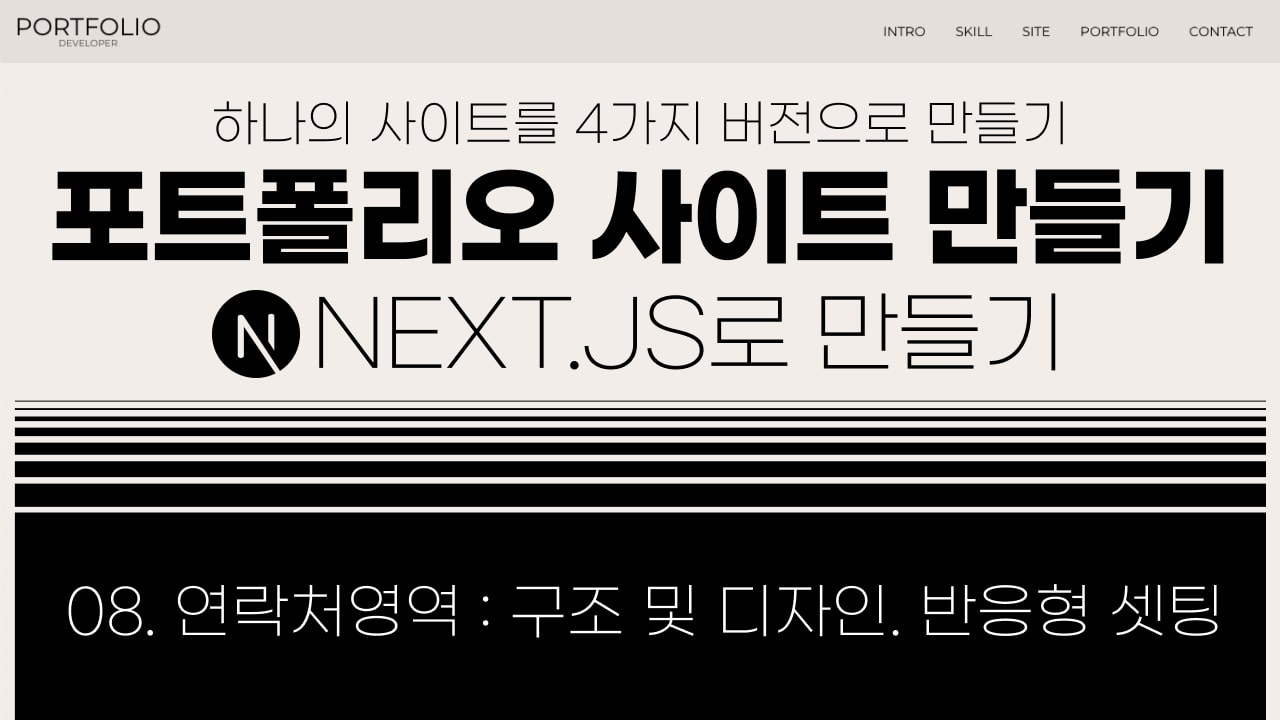 PORTFOLIO
DEVELOPER
INTRO SKILL SITE PORTFOLIO CONTACT
하나의 사이트를 4가지 버전으로 만들기
포트폴리오 사이트 만들기
N NEXT.JS로 만들기
08. 연락처영역 : 구조 및 디자인. 반응형 셋팅